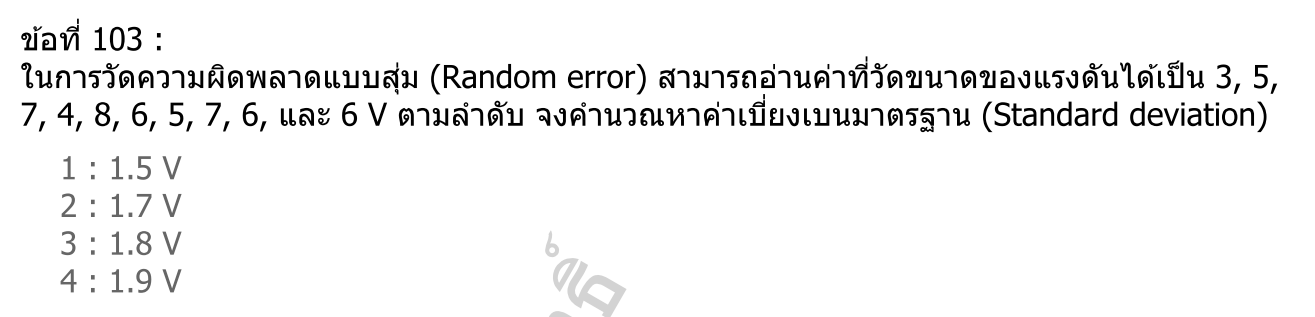 ข้อที่ 103 :
ในการวัดความผิดพลาดแบบสุ่ม (Random error) สามารถอ่านค่าที่วัดขนาดของแรงดันได้เป็น 3, 5,
7, 4, 8, 6, 5, 7, 6, และ 6 V ตามลำดับ จงคำนวณหาค่าเบี่ยงเบนมาตรฐาน (Standard deviation)
1 : 1.5 V
2 : 1.7 V
3 : 1.8 V
4 : 1.9 V